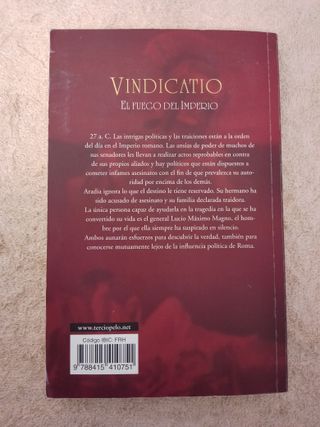 VINDICATIO
EL FUEGO DEL IMPERIO
27 a. C. Las intrigas políticas y las traiciones están a la orden
del día en el Imperio romano. Las ansias de poder de muchos de
sus senadores les llevan a realizar actos reprobables en contra
de sus propios aliados y hay políticos que están dispuestos a
cometer infames asesinatos con el fin de que prevalezca su auto-
ridad por encima de los demás.
Aradia ignora lo que el destino le tiene reservado. Su hermano ha
sido acusado de asesinato y su familia declarada traidora.
La única persona capaz de ayudarla en la tragedia en la que se ha
convertido su vida es el general Lucio Máximo Magno, el hom-
bre por el que ella siempre ha suspirado en silencio.
Ambos aunarán esfuerzos para descubrir la verdad, también para
conocerse mutuamente lejos de la influencia política de Roma.
www.terciopelo.net
Código IBIC: FRH
9 788415 410751